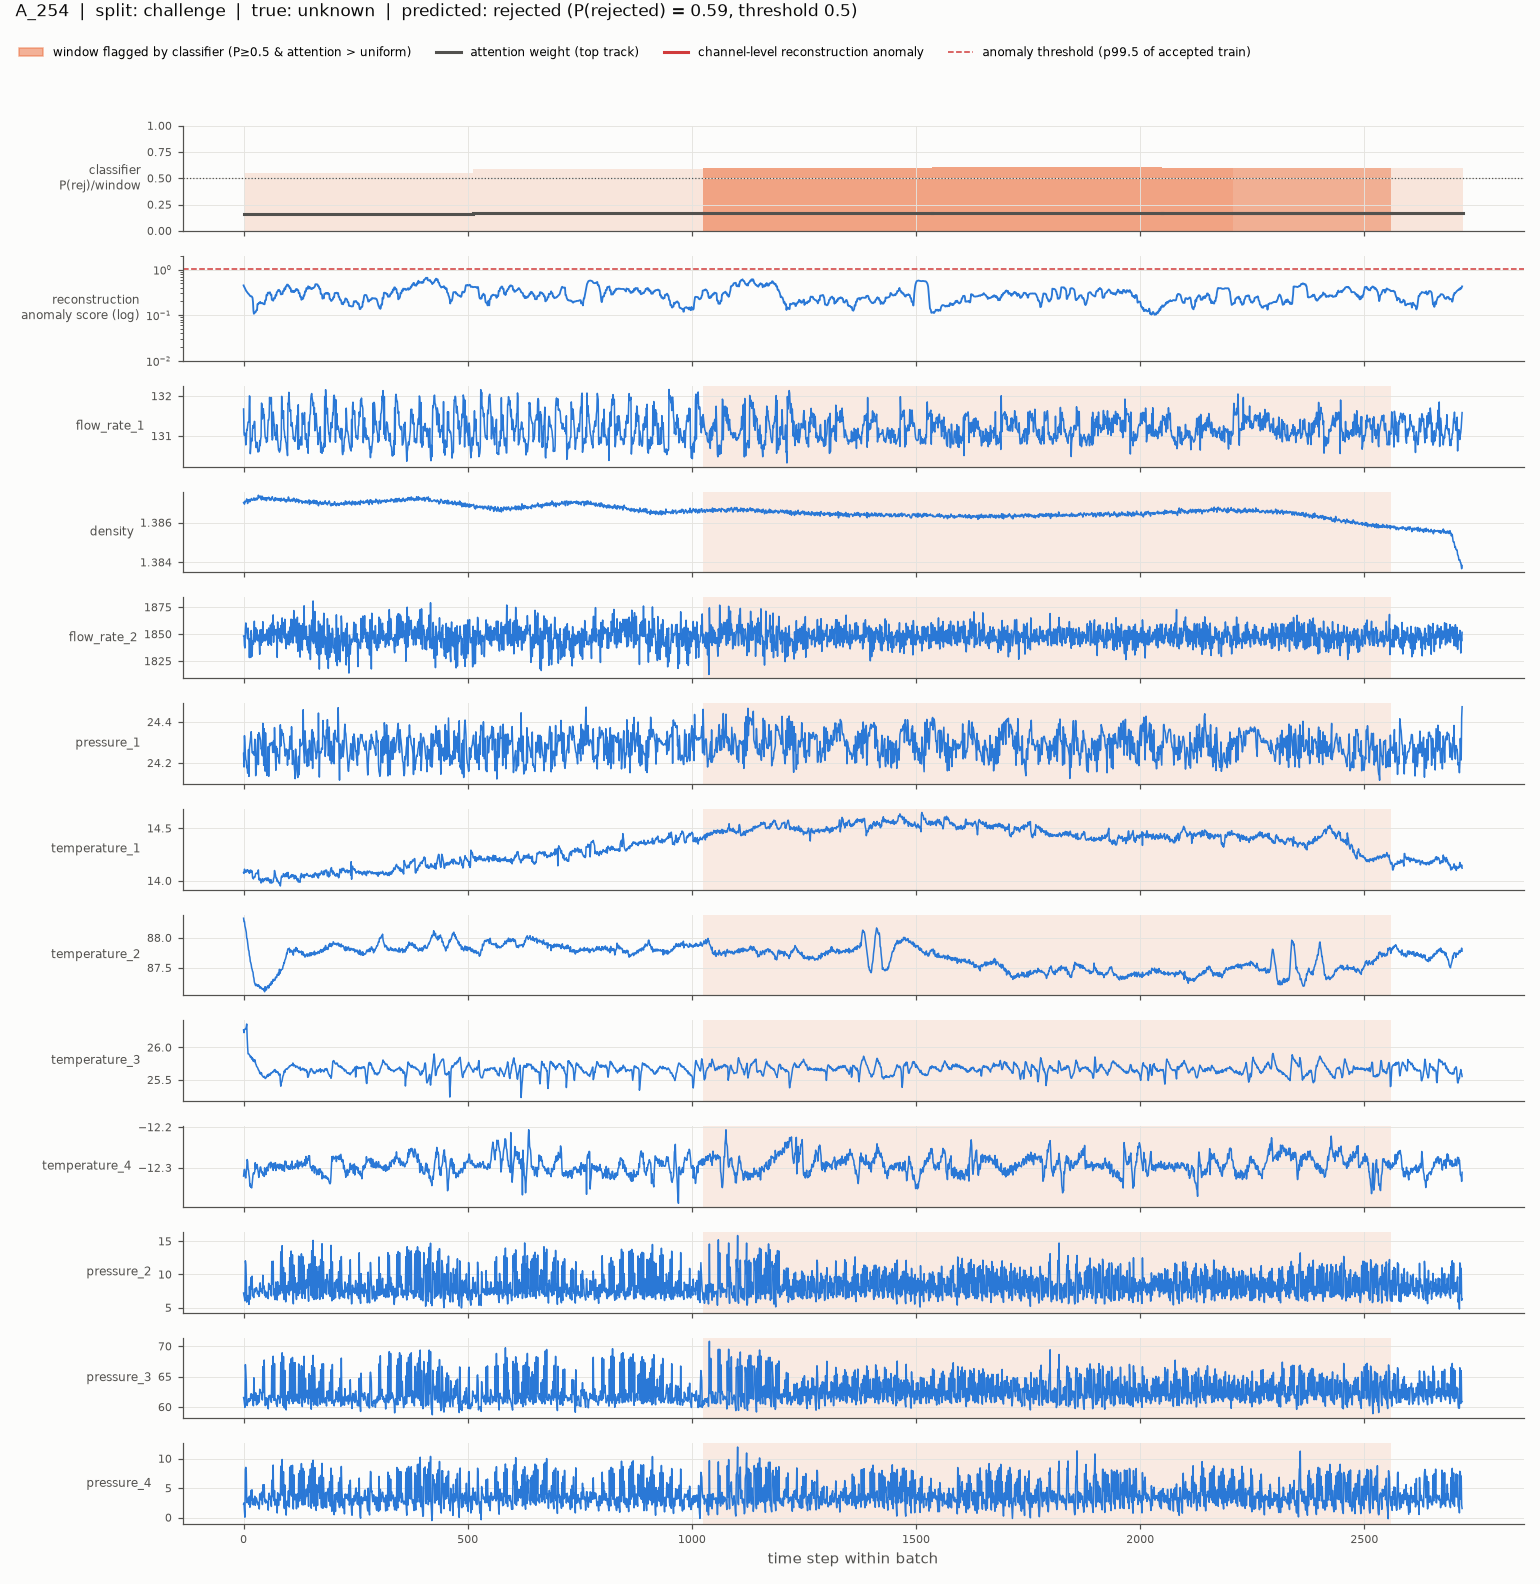 A_254 | split: challenge | true: unknown | predicted: rejected (P(rejected) = 0.59, threshold 0.5)
window flagged by classifier (P≥0.5 & attention > uniform)
attention weight (top track)
channel-level reconstruction anomaly
anomaly threshold (p99.5 of accepted train)
classifier
P(rej)/window
1.00
0.75
0.50
0.25
0.00
reconstruction
anomaly score (log)
10⁰
10⁻¹
10⁻²
flow_rate_1
132
131
density
1.386
1.384
flow_rate_2
1875
1850
1825
pressure_1
24.4
24.2
temperature_1
14.5
14.0
temperature_2
88.0
87.5
temperature_3
26.0
25.5
temperature_4
−12.2
−12.3
pressure_2
15
10
5
pressure_3
70
65
60
pressure_4
10
5
0
0
500
1000
1500
2000
2500
time step within batch